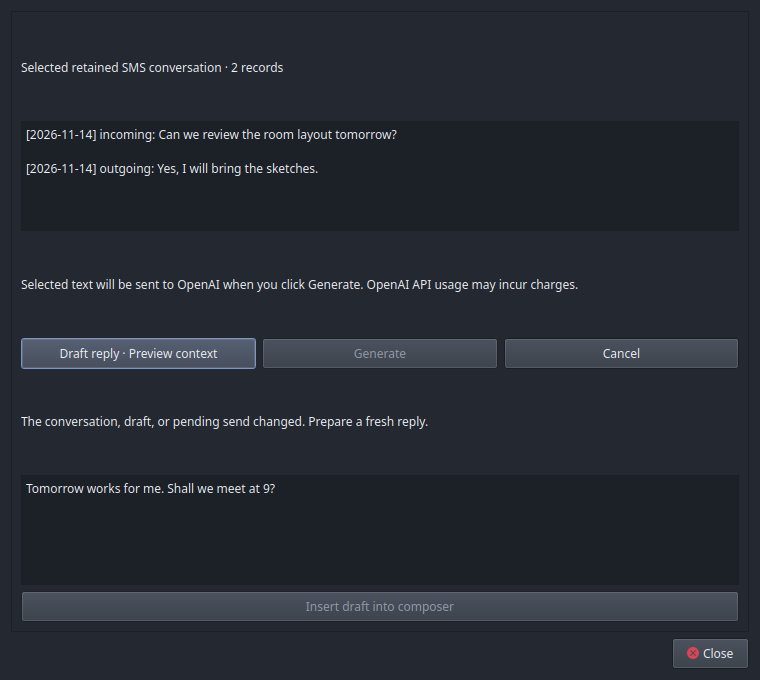 Selected retained SMS conversation · 2 records
[2026-11-14] incoming: Can we review the room layout tomorrow?
[2026-11-14] outgoing: Yes, I will bring the sketches.
Selected text will be sent to OpenAI when you click Generate. OpenAI API usage may incur charges.
Draft reply · Preview context
Generate
Cancel
The conversation, draft, or pending send changed. Prepare a fresh reply.
Tomorrow works for me. Shall we meet at 9?
Insert draft into composer
Close